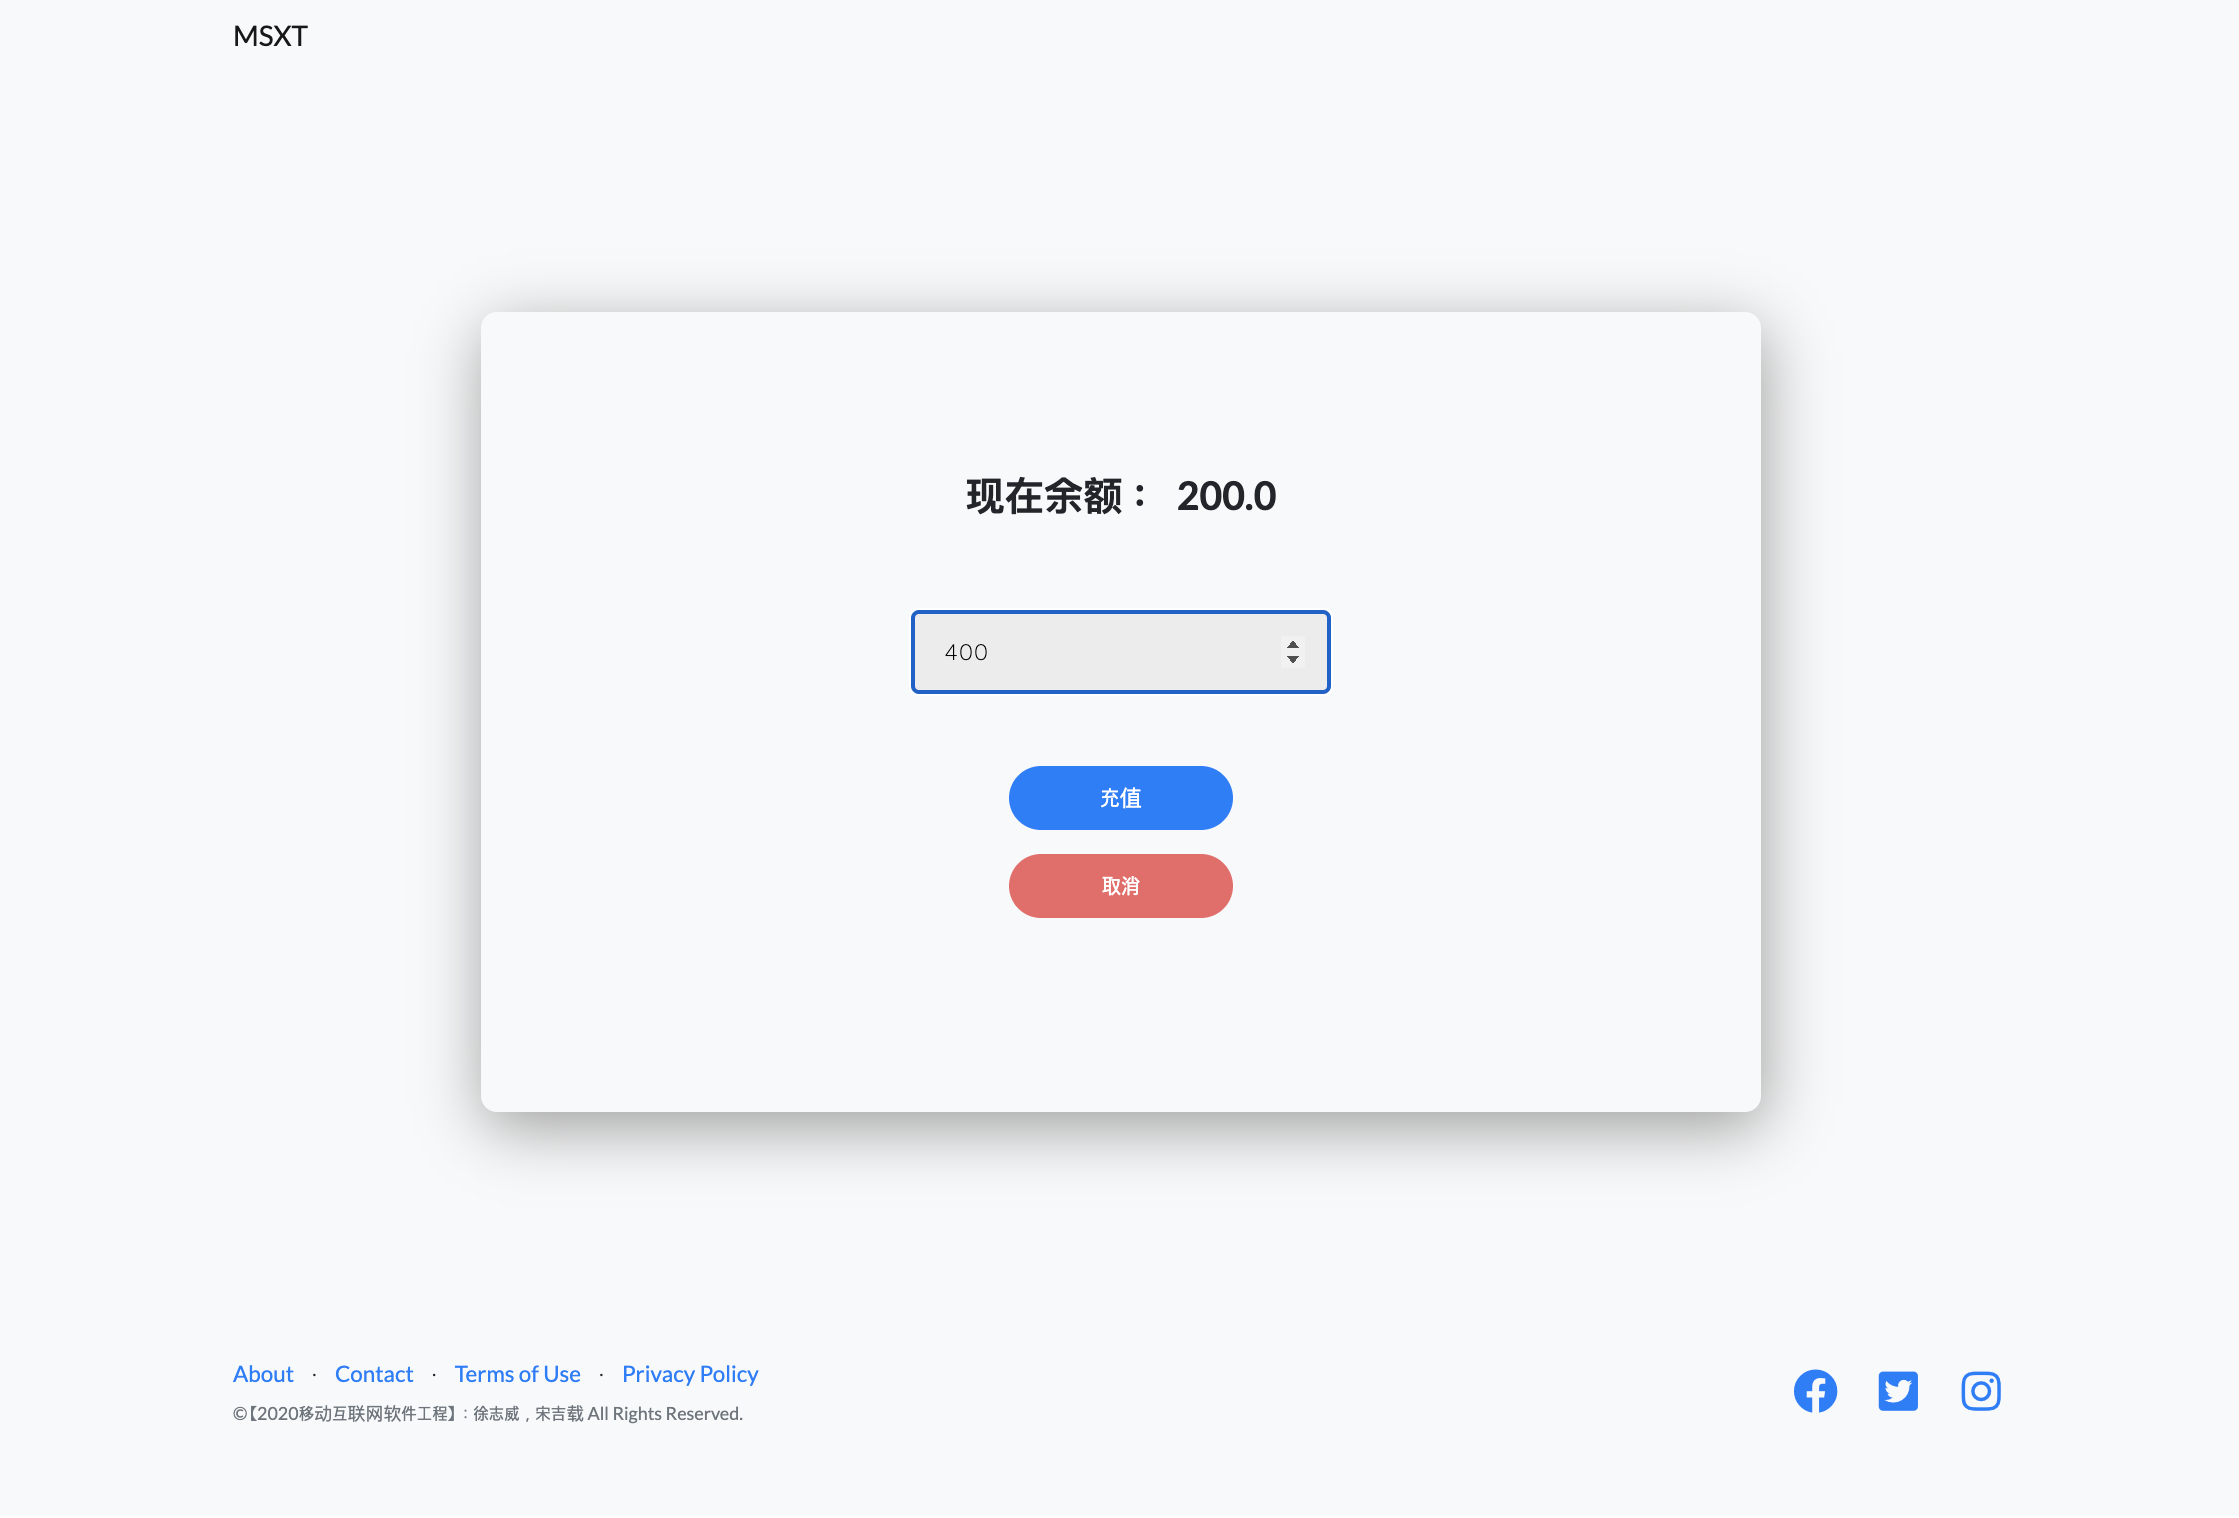 MSXT
现在余额： 200.0
400
充值
取消
About · Contact · Terms of Use · Privacy Policy
©【2020移动互联网软件工程】：徐志威，宋吉载 All Rights Reserved.